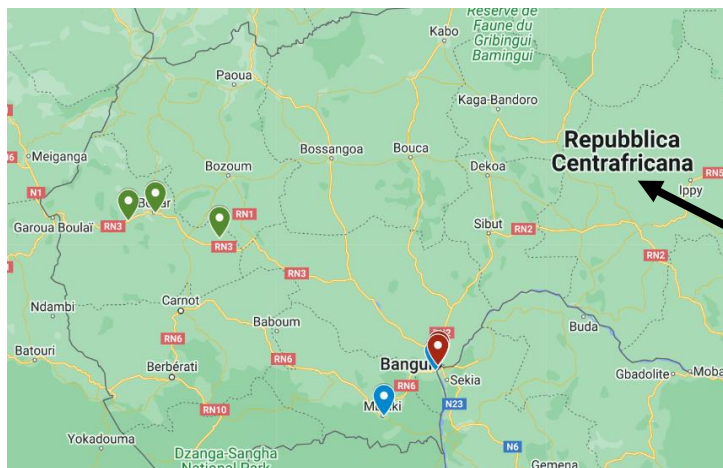 Réserve de
Faune du
Gribingui
Bamingui
Kabo
Paoua
Kaga-Bandoro
Repubblica
Centrafricana
N1
Meiganga
Bossangoa
Bouca
Dekoa
RN5
Ippy
Bozoum
RN1
Garoua Boulaï
RN3
RN3
Sibut
RN2
RN2
RN3
Ndambi
Carnot
Baboum
Buda
RN6
RN6
Batouri
Berbérati
RN6
Sekia
Gbadolite
RN10
N23
N6
Yokadouma
Dzanga-Sangha
National Park
Gemena